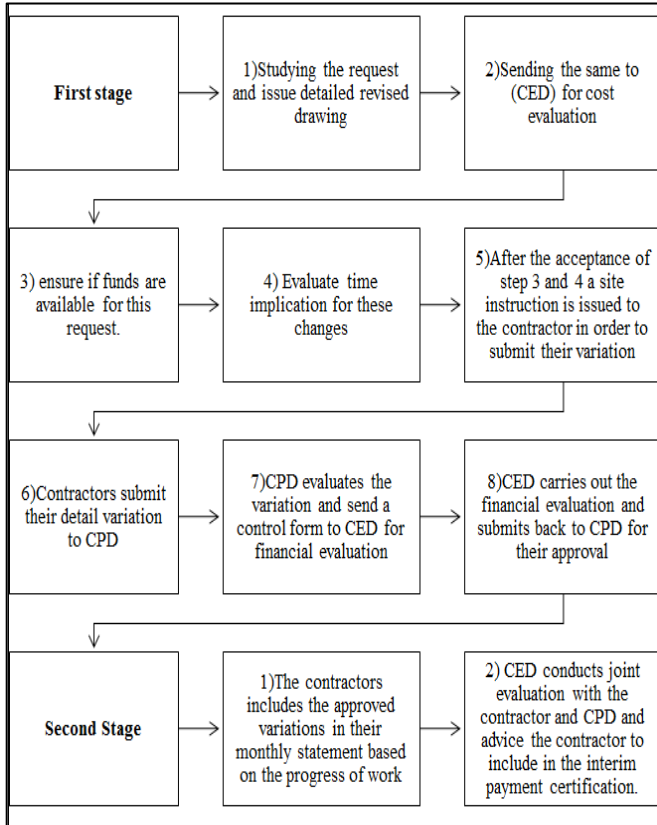 First stage
1)Studying the request
and issue detailed revised
drawing
2)Sending the same to
(CED) for cost
evaluation
3) ensure if funds are
available for this
request.
4) Evaluate time
implication for these
changes
5)After the acceptance of
step 3 and 4 a site
instruction is issued to
the contractor in order to
submit their variation
6)Contractors submit
their detail variation
to CPD
7)CPD evaluates the
variation and send a
control form to CED for
financial evaluation
8)CED carries out the
financial evaluation and
submits back to CPD for
their approval
Second Stage
1)The contractors
includes the approved
variations in their
monthly statement based
on the progress of work
2) CED conducts joint
evaluation with the
contractor and CPD and
advice the contractor to
include in the interim
payment certification.